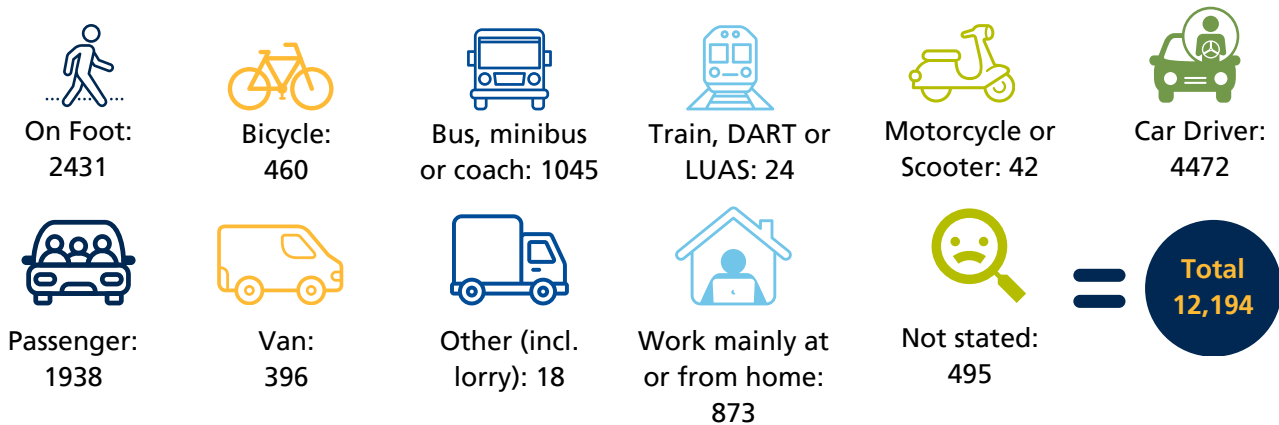 On Foot:
2431
Bicycle:
460
Bus, minibus
or coach: 1045
Train, DART or
LUAS: 24
Motorcycle or
Scooter: 42
Car Driver:
4472
Passenger:
1938
Van:
396
Other (incl.
lorry): 18
Work mainly at
or from home:
873
Not stated:
495
Total
12,194